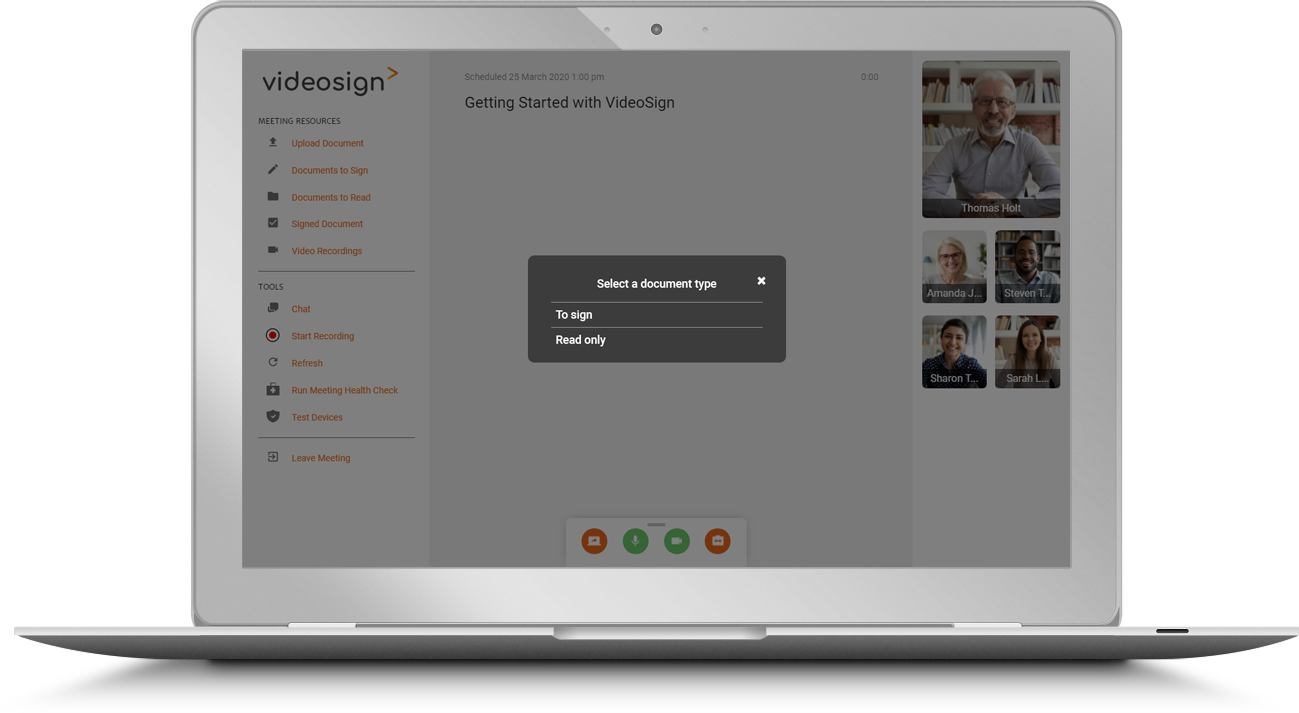 videosign
MEETING RESOURCES
Upload Document
Documents to Sign
Documents to Read
Signed Document
Video Recordings
TOOLS
Chat
Start Recording
Refresh
Run Meeting Health Check
Test Devices
Leave Meeting
Scheduled 25 March 2020 1:00 pm
0:00
Getting Started with VideoSign
Select a document type
To sign
Read only
Thomas Holt
Amanda J...
Steven T...
Sharon T...
Sarah L...